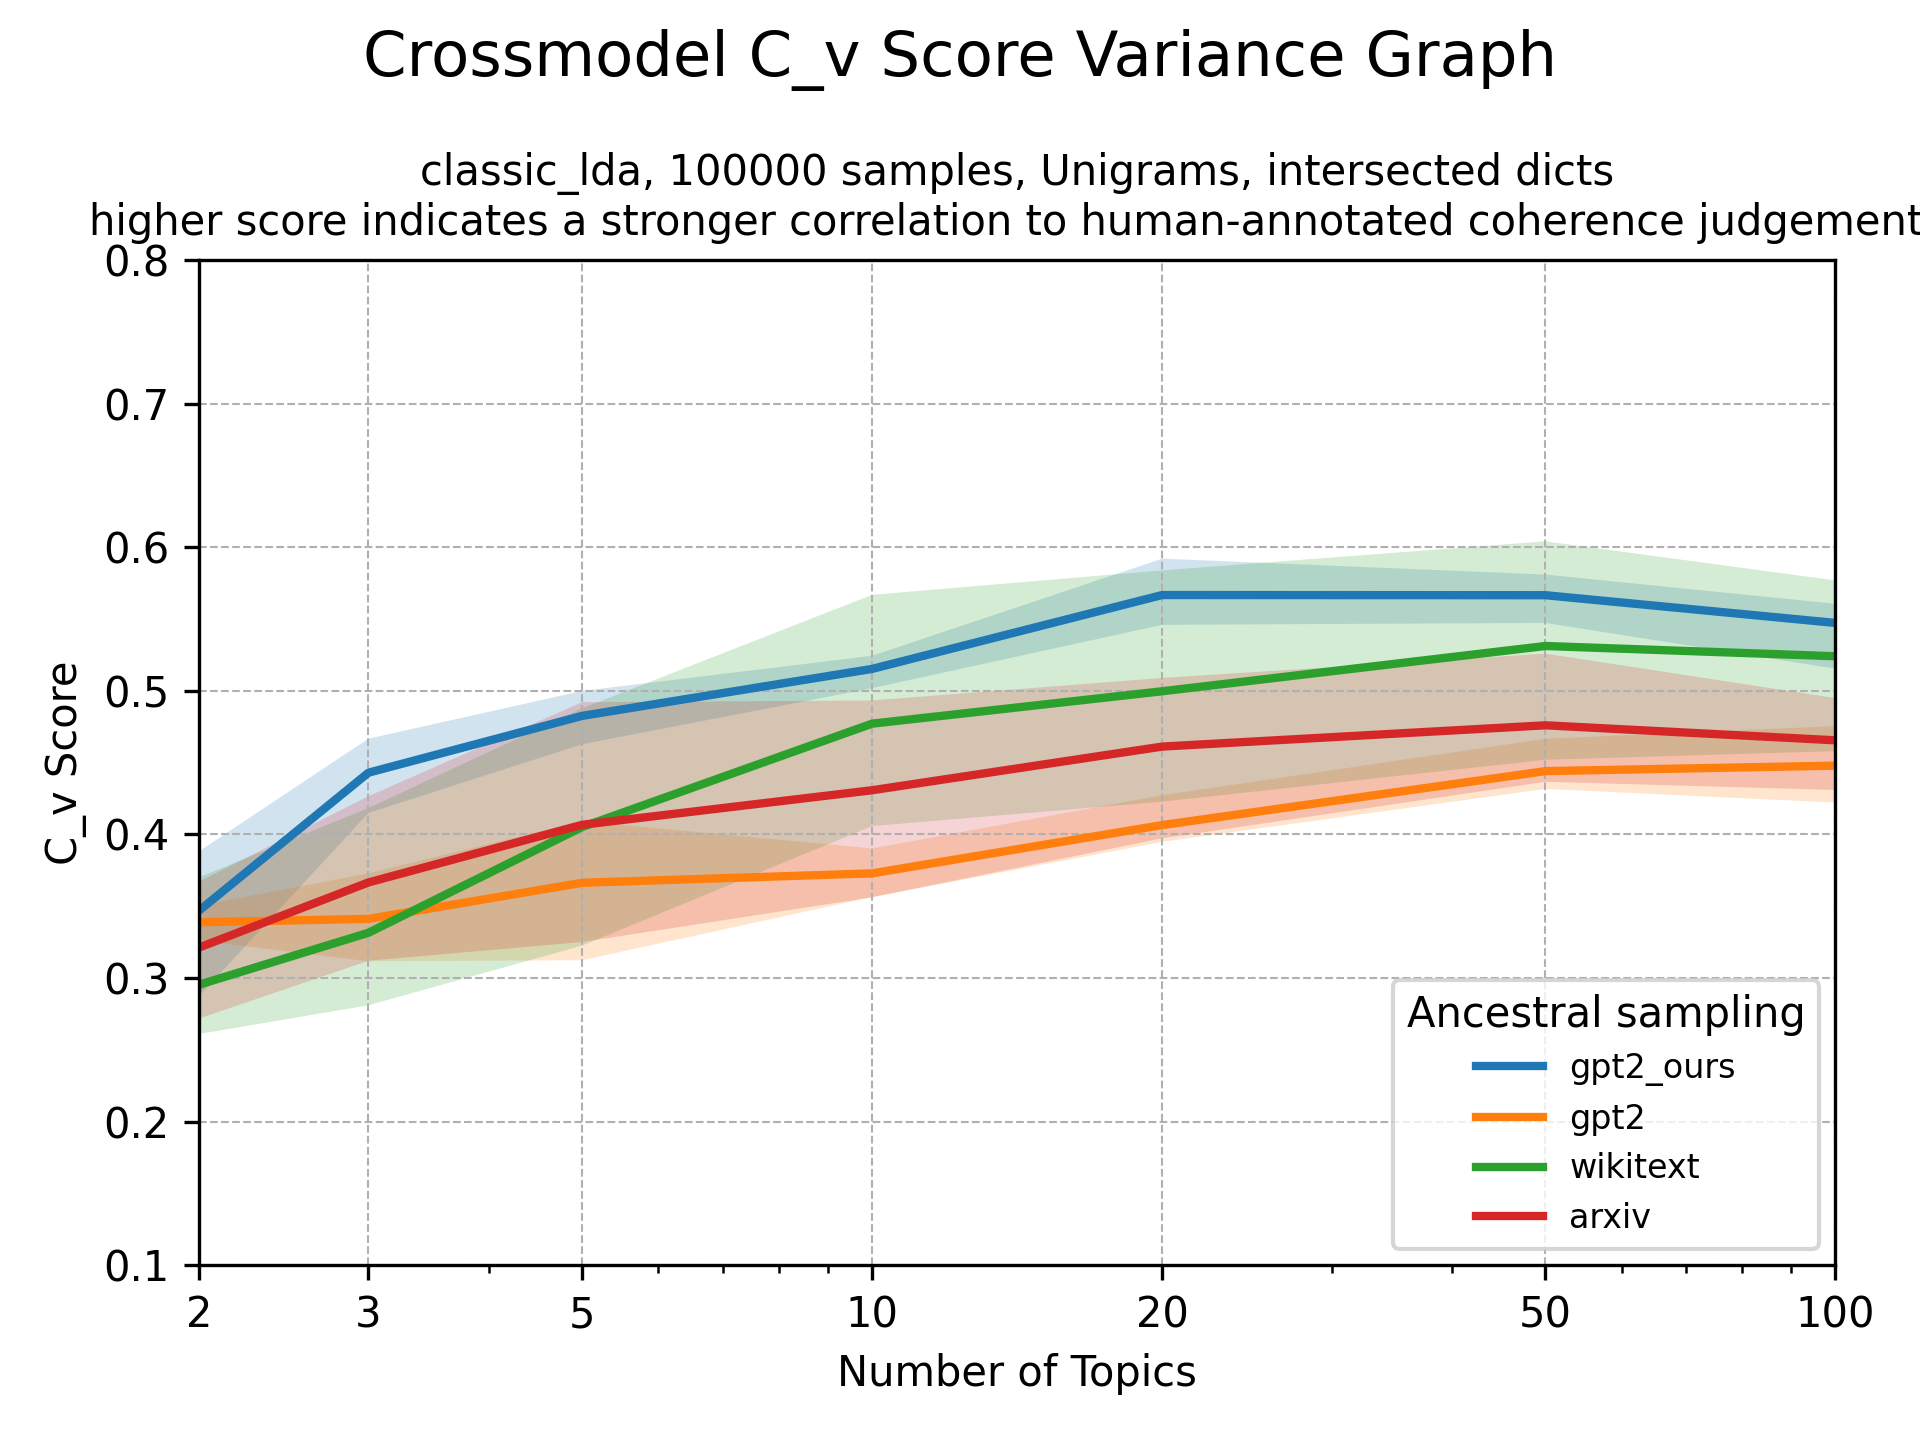 Crossmodel C_v Score Variance Graph
classic_lda, 100000 samples, Unigrams, intersected dicts
higher score indicates a stronger correlation to human-annotated coherence judgement
0.8
0.7
0.6
0.5
0.4
0.3
0.2
0.1
C_v Score
Ancestral sampling
gpt2_ours
gpt2
wikitext
arxiv
2 3 5 10 20 50 100
Number of Topics